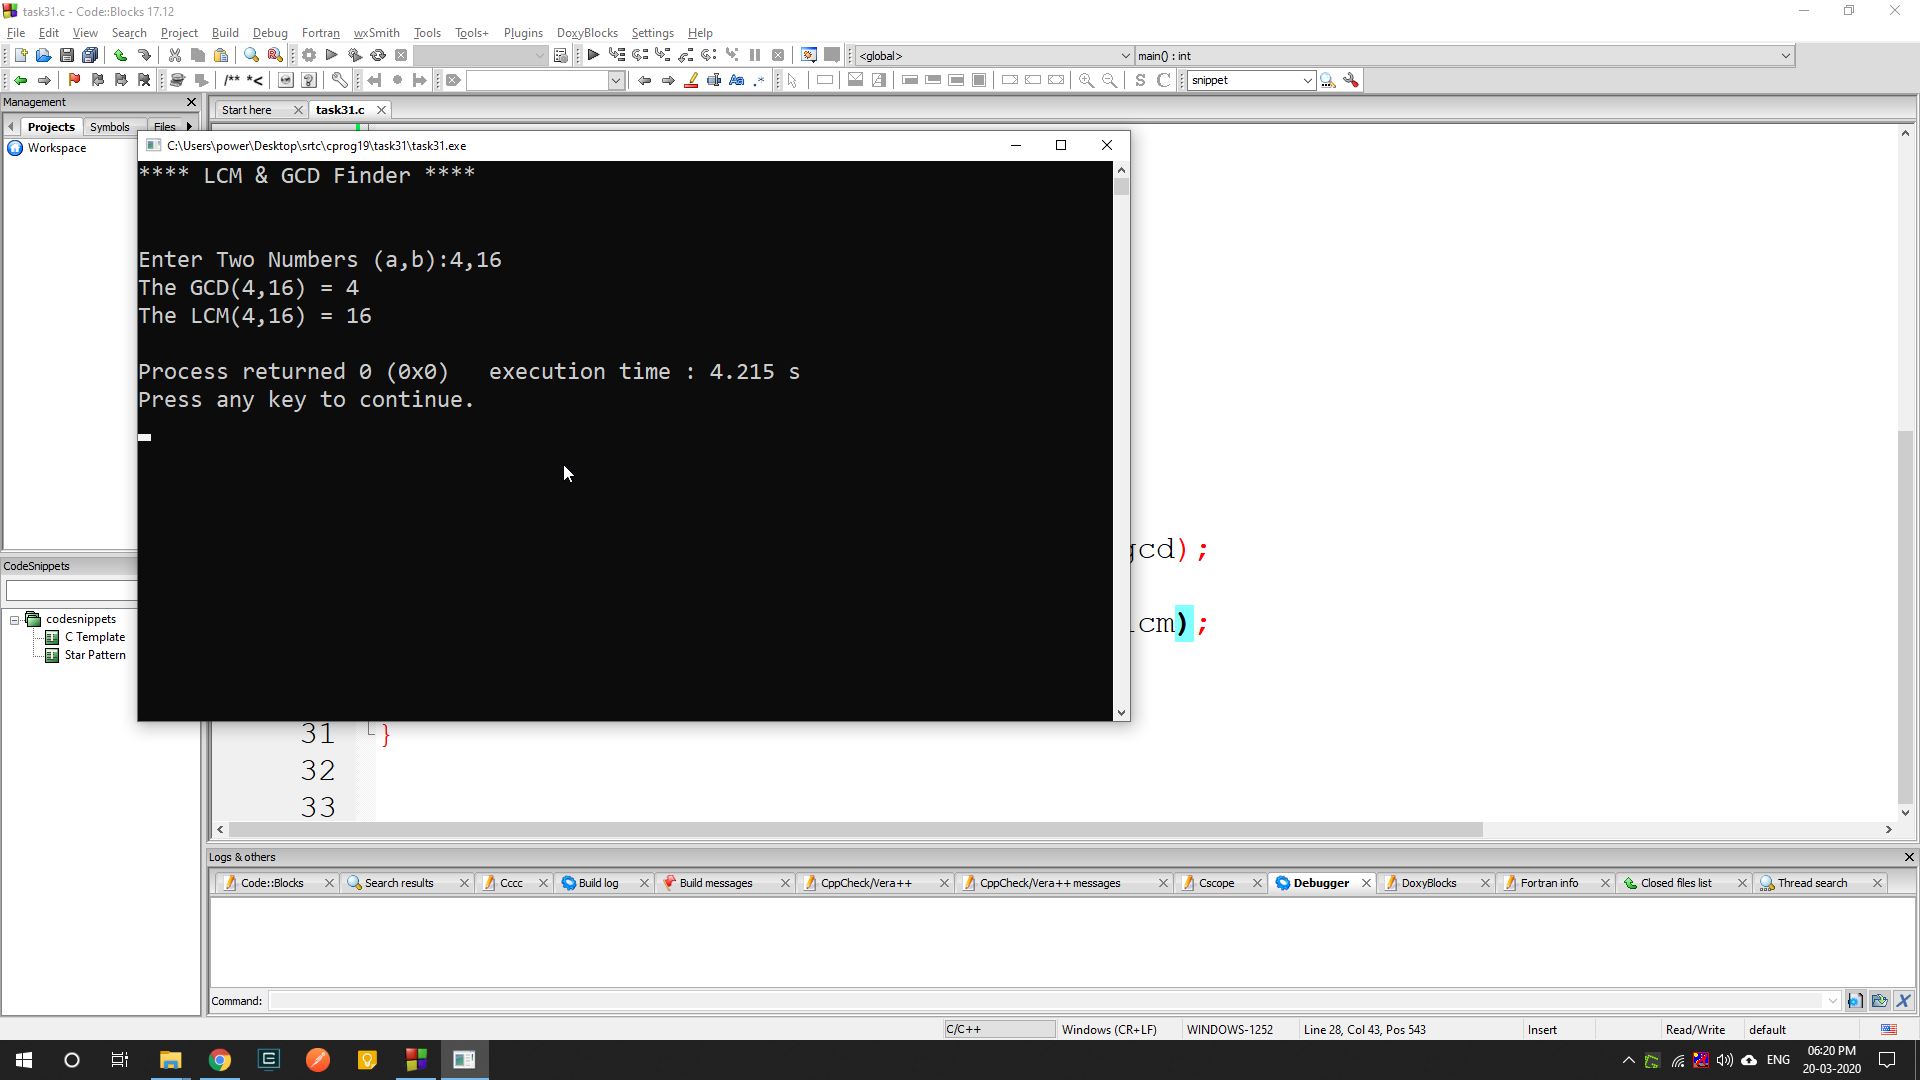 task31.c - Code::Blocks 17.12
File Edit View Search Project Build Debug Fortran wxSmith Tools Tools+ Plugins DoxyBlocks Settings Help
<global> main() : int
/** *< Aa .* S C snippet
Management
Start here task31.c
Projects Symbols Files
Workspace
C:\Users\power\Desktop\srtc\cprog19\task31\task31.exe
**** LCM & GCD Finder ****
Enter Two Numbers (a,b):4,16
The GCD(4,16) = 4
The LCM(4,16) = 16
Process returned 0 (0x0)   execution time : 4.215 s
Press any key to continue.
gcd);
lcm);
CodeSnippets
codesnippets
C Template
Star Pattern
31 }
32
33
Logs & others
Code::Blocks Search results Cccc Build log Build messages CppCheck/Vera++ CppCheck/Vera++ messages Cscope Debugger DoxyBlocks Fortran info Closed files list Thread search
Command:
C/C++ Windows (CR+LF) WINDOWS-1252 Line 28, Col 43, Pos 543 Insert Read/Write default
ENG
06:20 PM
20-03-2020